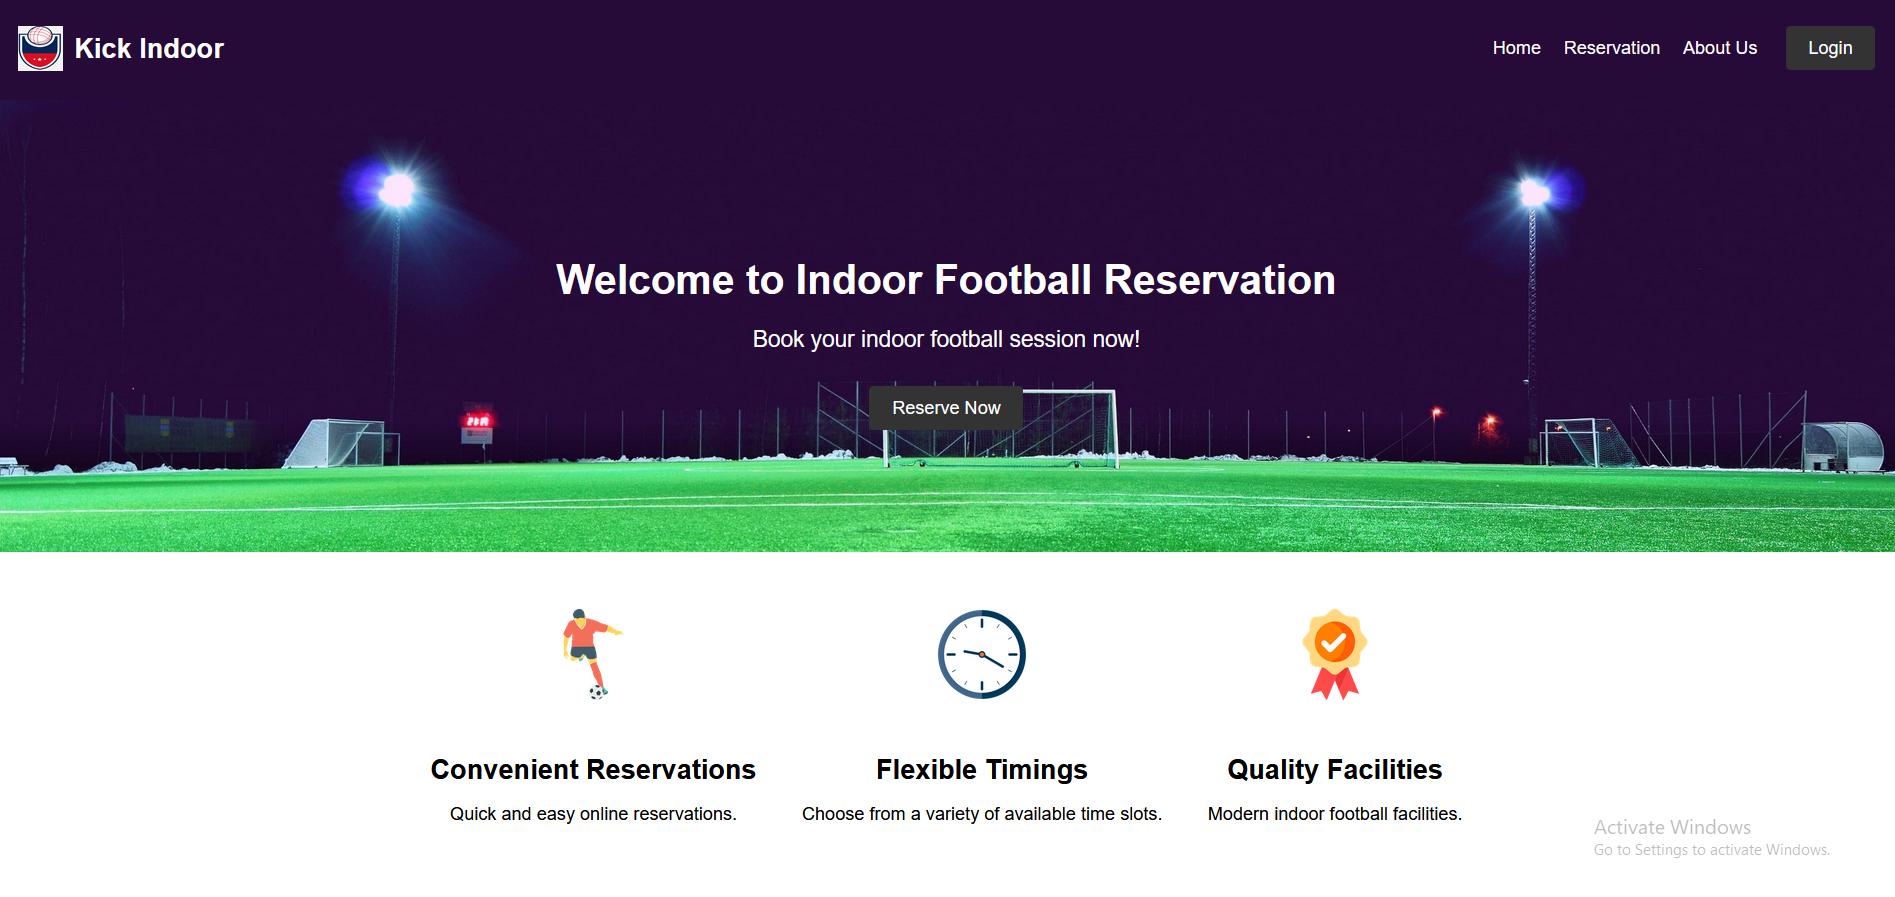 Kick Indoor
Home
Reservation
About Us
Login
Welcome to Indoor Football Reservation
Book your indoor football session now!
Reserve Now
Convenient Reservations
Quick and easy online reservations.
Flexible Timings
Choose from a variety of available time slots.
Quality Facilities
Modern indoor football facilities.
Activate Windows
Go to Settings to activate Windows.